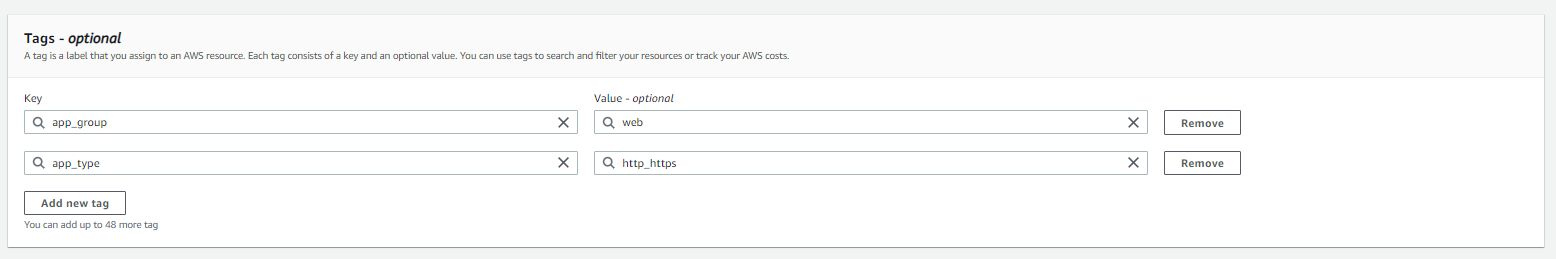 Tags - optional
A tag is a label that you assign to an AWS resource. Each tag consists of a key and an optional value. You can use tags to search and filter your resources or track your AWS costs.
Key Value - optional
app_group web Remove
app_type http_https Remove
Add new tag
You can add up to 48 more tag